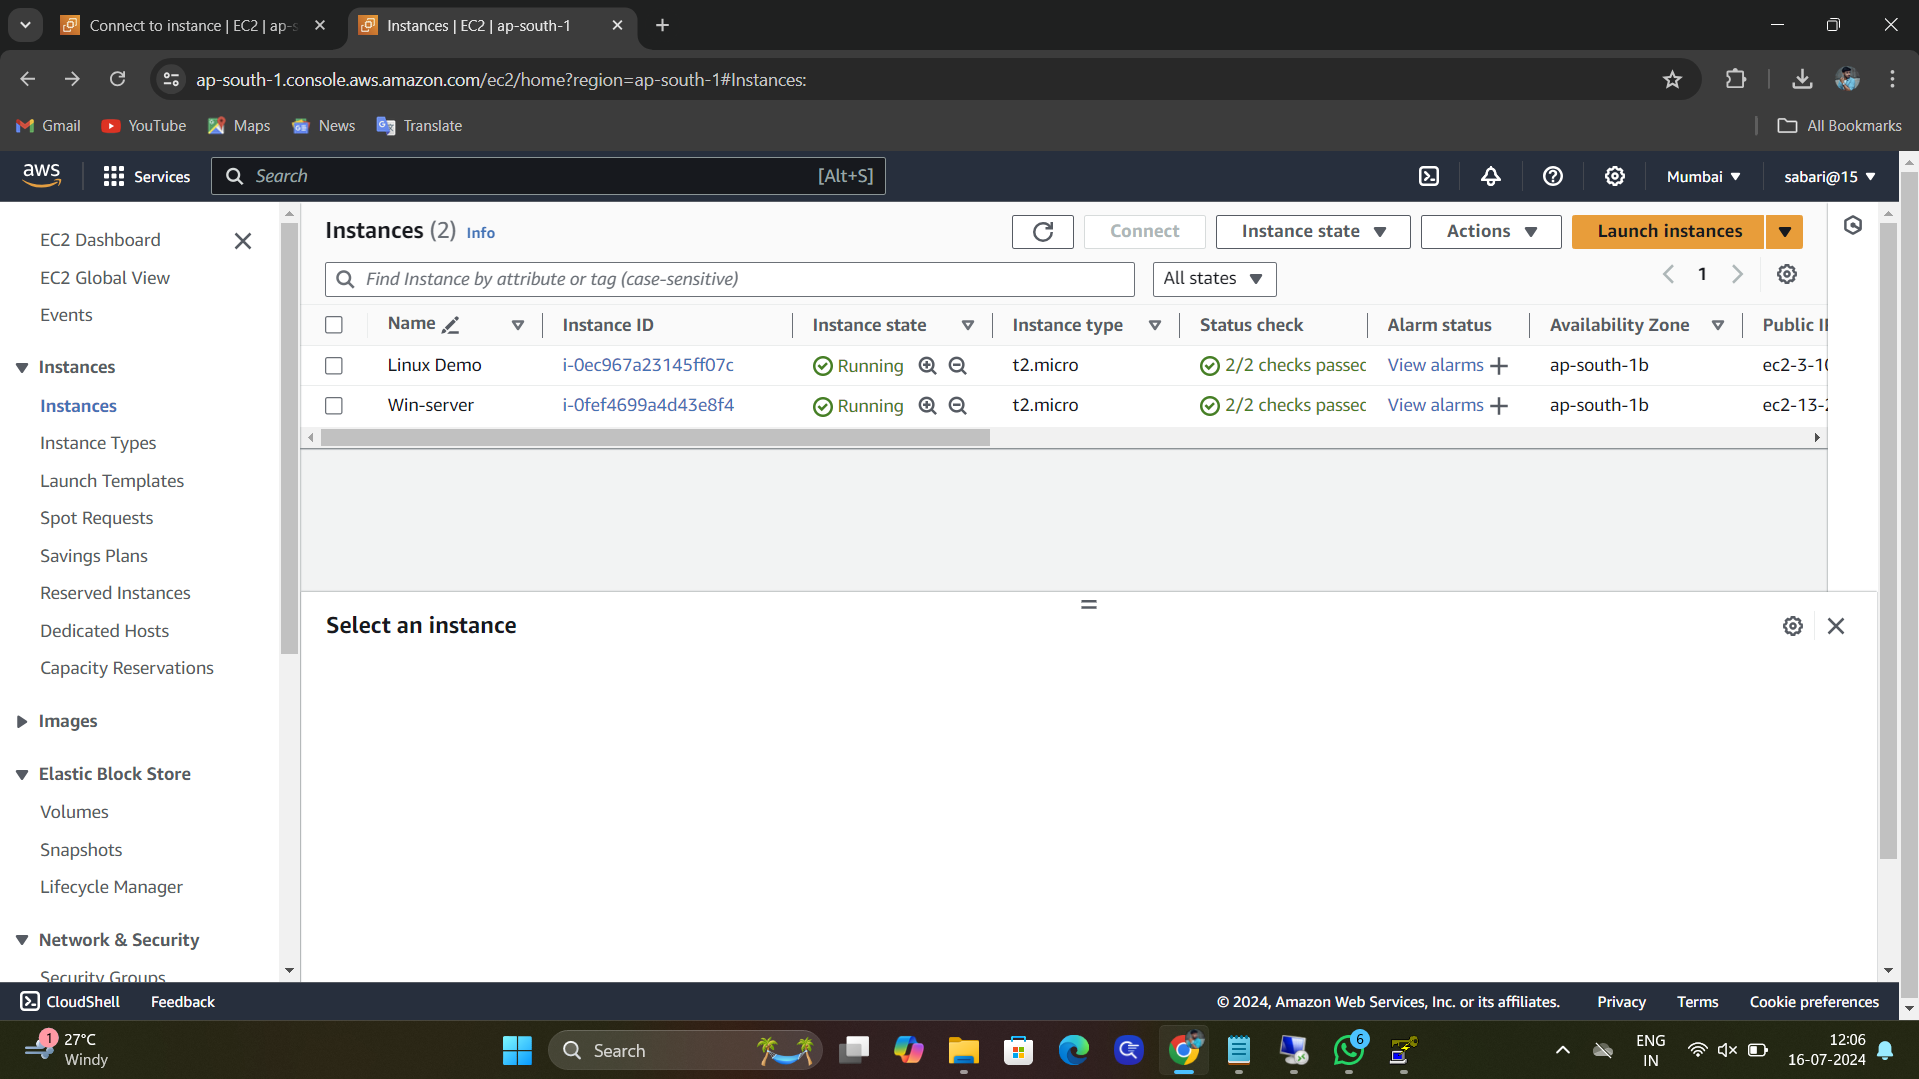 Connect to instance | EC2 | ap-s
Instances | EC2 | ap-south-1
ap-south-1.console.aws.amazon.com/ec2/home?region=ap-south-1#Instances:
Gmail YouTube Maps News Translate All Bookmarks
aws Services Search [Alt+S] Mumbai sabari@15
EC2 Dashboard
EC2 Global View
Events
Instances
Instances
Instance Types
Launch Templates
Spot Requests
Savings Plans
Reserved Instances
Dedicated Hosts
Capacity Reservations
Images
Elastic Block Store
Volumes
Snapshots
Lifecycle Manager
Network & Security
Security Groups
Instances (2) Info Connect Instance state Actions Launch instances
Find Instance by attribute or tag (case-sensitive) All states 1
Name Instance ID Instance state Instance type Status check Alarm status Availability Zone Public
Linux Demo i-0ec967a23145ff07c Running t2.micro 2/2 checks passec View alarms + ap-south-1b ec2-3-10
Win-server i-0fef4699a4d43e8f4 Running t2.micro 2/2 checks passec View alarms + ap-south-1b ec2-13-2
Select an instance
CloudShell Feedback © 2024, Amazon Web Services, Inc. or its affiliates. Privacy Terms Cookie preferences
1 27°C
Windy
Search
6
ENG
IN
12:06
16-07-2024